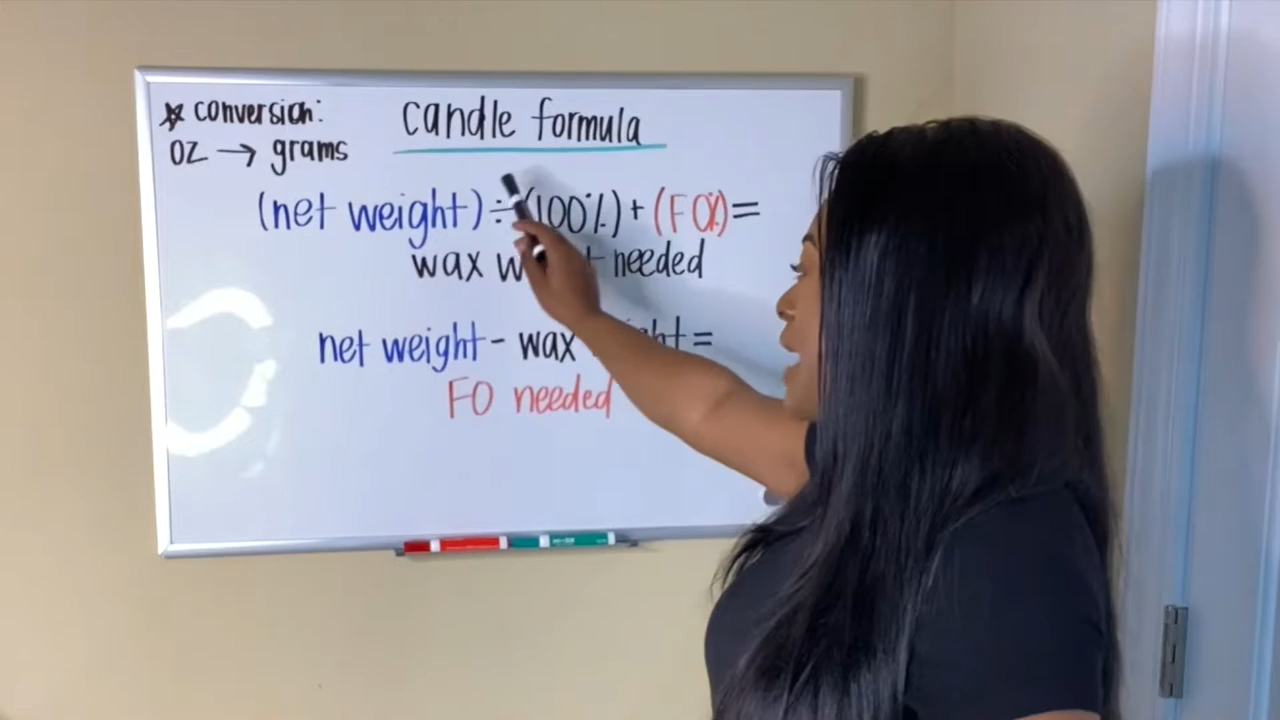 ☆ conversion:
oz → grams
candle formula
(net weight) ÷ (100%) + (FO%) =
wax needed
net weight - wax =
FO needed